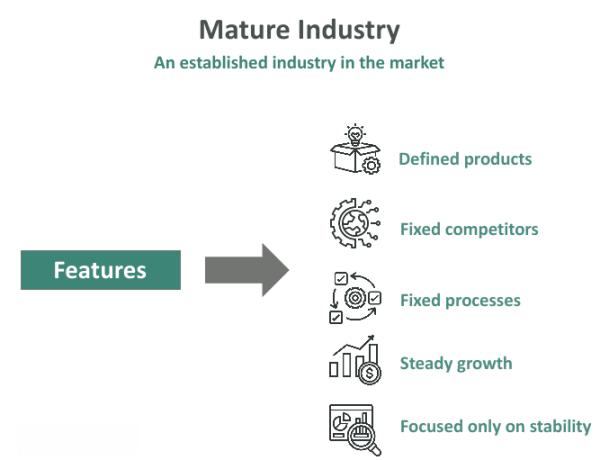 Mature Industry
An established industry in the market
Defined products
Fixed competitors
Features
Fixed processes
Steady growth
$
Focused only on stability